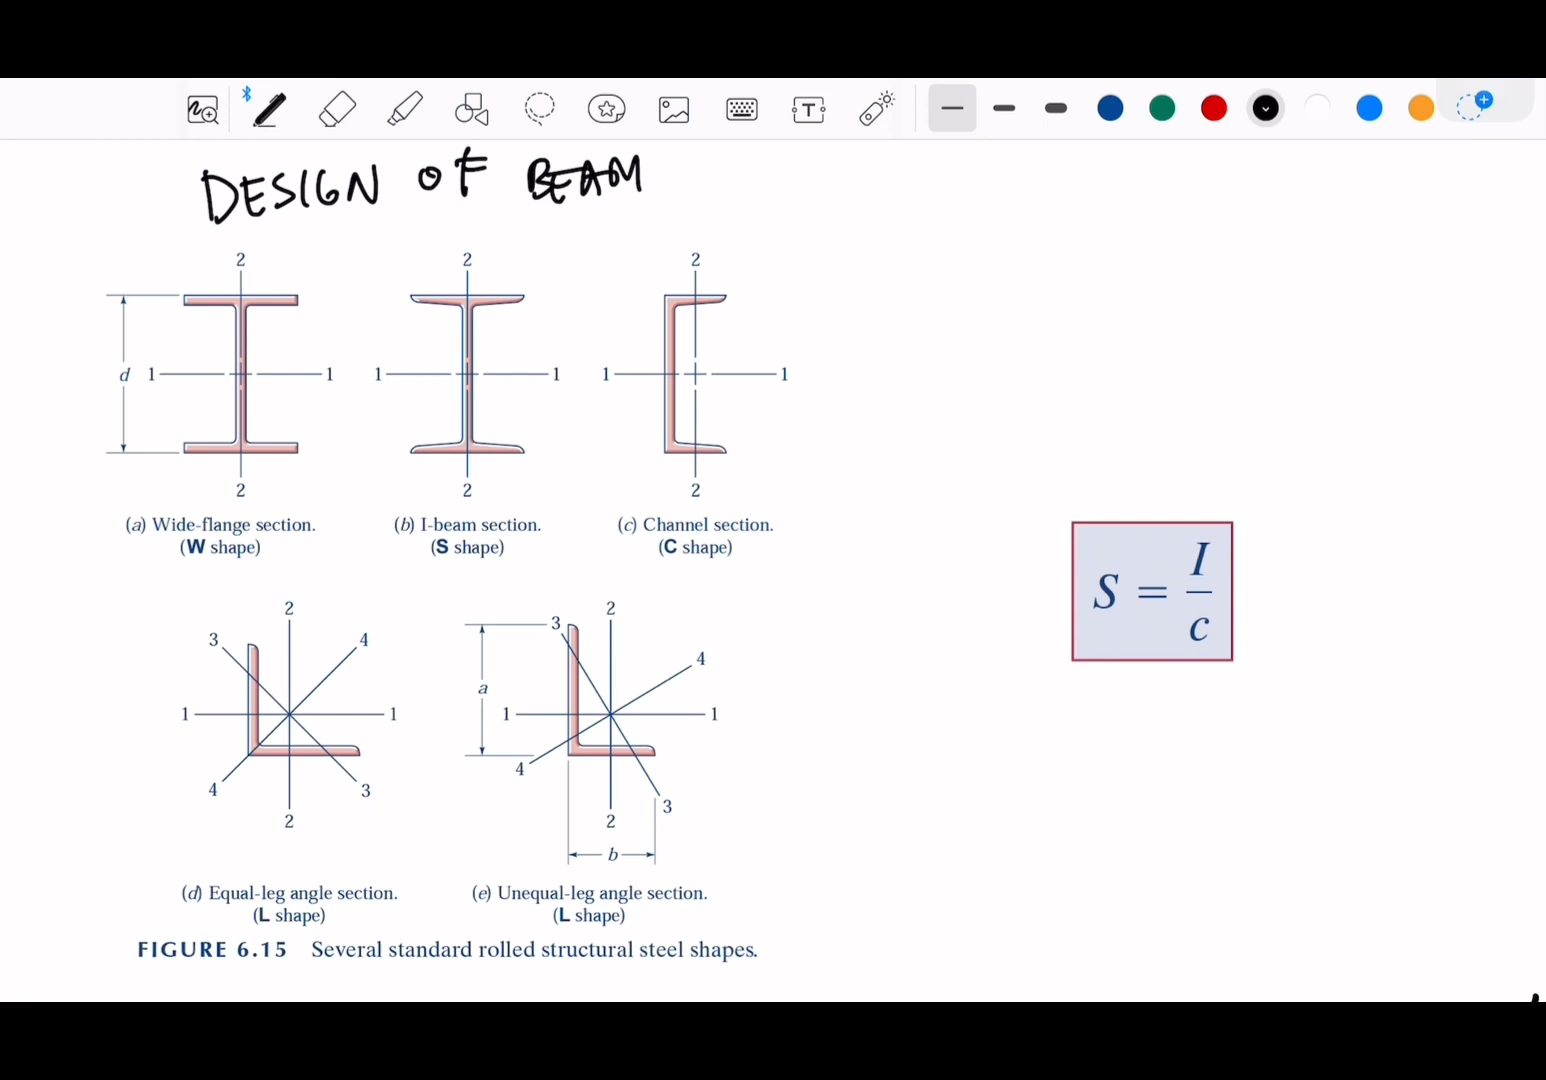 DESIGN OF BEAM
2 2 2
d 1 1 1 1 1 1
2 2 2
(a) Wide-flange section. (b) I-beam section. (c) Channel section.
(W shape) (S shape) (C shape)
S = I/c
2 2
3 4 3 4
a
1 1 1 1
4 3 4 3
2 2
b
(d) Equal-leg angle section. (e) Unequal-leg angle section.
(L shape) (L shape)
FIGURE 6.15 Several standard rolled structural steel shapes.